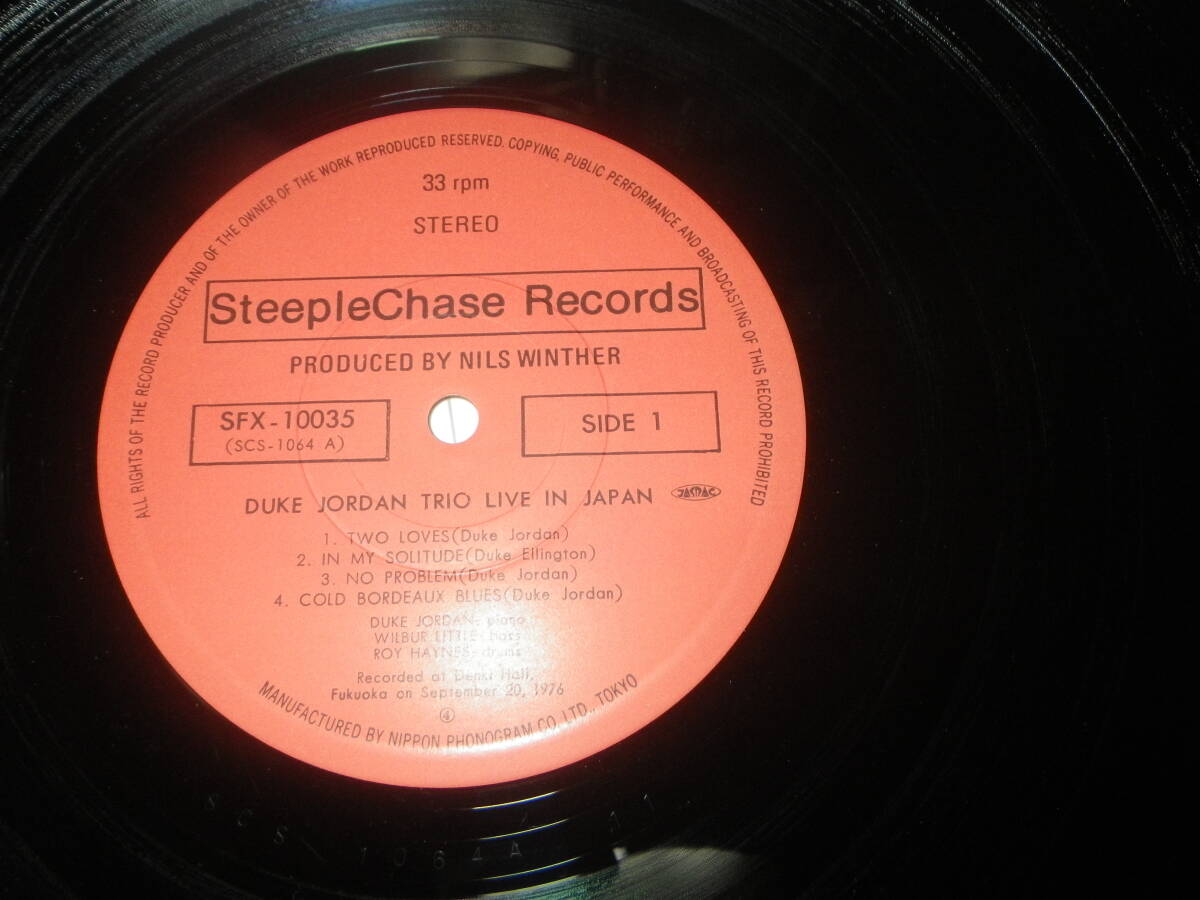 ALL RIGHTS OF THE RECORD PRODUCER AND OF THE OWNER OF THE WORK REPRODUCED RESERVED. COPYING, PUBLIC PERFORMANCE AND BROADCASTING OF THIS RECORD PROHIBITED
33 rpm
STEREO
SteepleChase Records
PRODUCED BY NILS WINTHER
SFX-10035
(SCS-1064 A)
SIDE 1
DUKE JORDAN TRIO LIVE IN JAPAN
JASRAC
1. TWO LOVES(Duke Jordan)
2. IN MY SOLITUDE(Duke Ellington)
3. NO PROBLEM(Duke Jordan)
4. COLD BORDEAUX BLUES(Duke Jordan)
DUKE JORDAN- piano
WILBUR LITTLE- bass
ROY HAYNES- drums
Recorded at Denki Hall,
Fukuoka on September 20, 1976
④
MANUFACTURED BY NIPPON PHONOGRAM CO., LTD., TOKYO
SCS 1064A